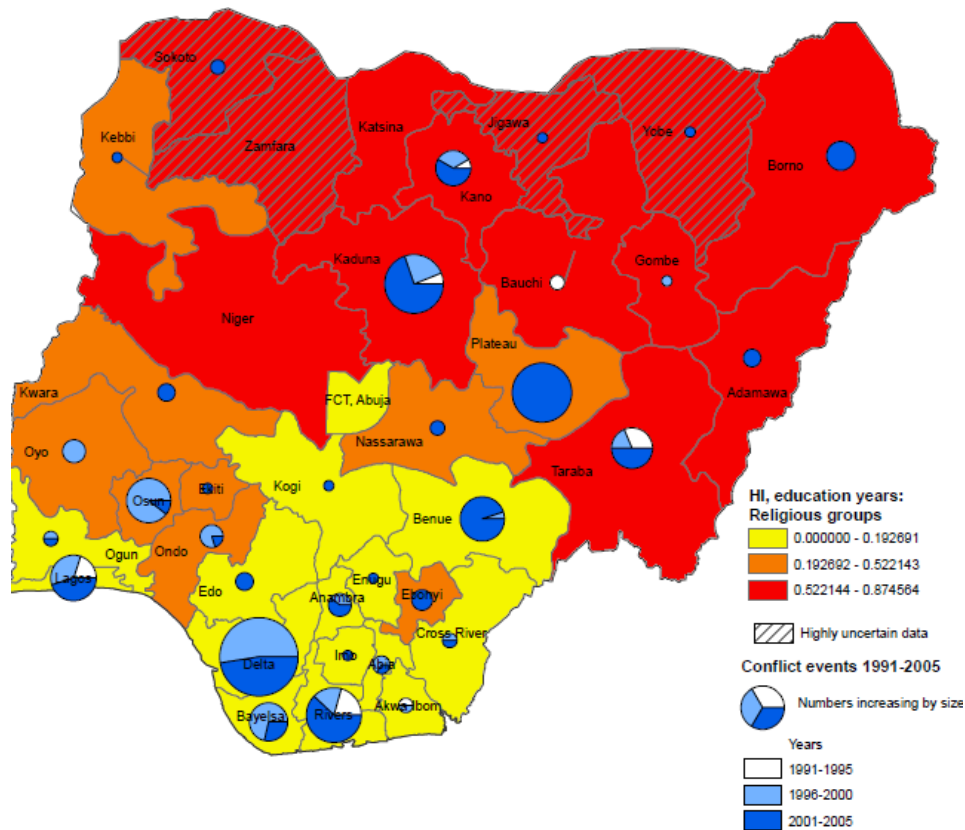 Sokoto
Kebbi
Zamfara
Katsina
Jigawa
Yobe
Borno
Kano
Kaduna
Bauchi
Gombe
Niger
Plateau
Adamawa
Kwara
FCT, Abuja
Nassarawa
Oyo
Taraba
Kogi
Osun
Ekiti
Benue
Ogun
Ondo
Lagos
Edo
Enugu
Anambra
Ebonyi
Cross River
Delta
Imo
Abia
Bayelsa
Rivers
Akwa Ibom
HI, education years:
Religious groups
0.000000 - 0.192691
0.192692 - 0.522143
0.522144 - 0.874564
Highly uncertain data
Conflict events 1991-2005
Numbers increasing by size
Years
1991-1995
1996-2000
2001-2005